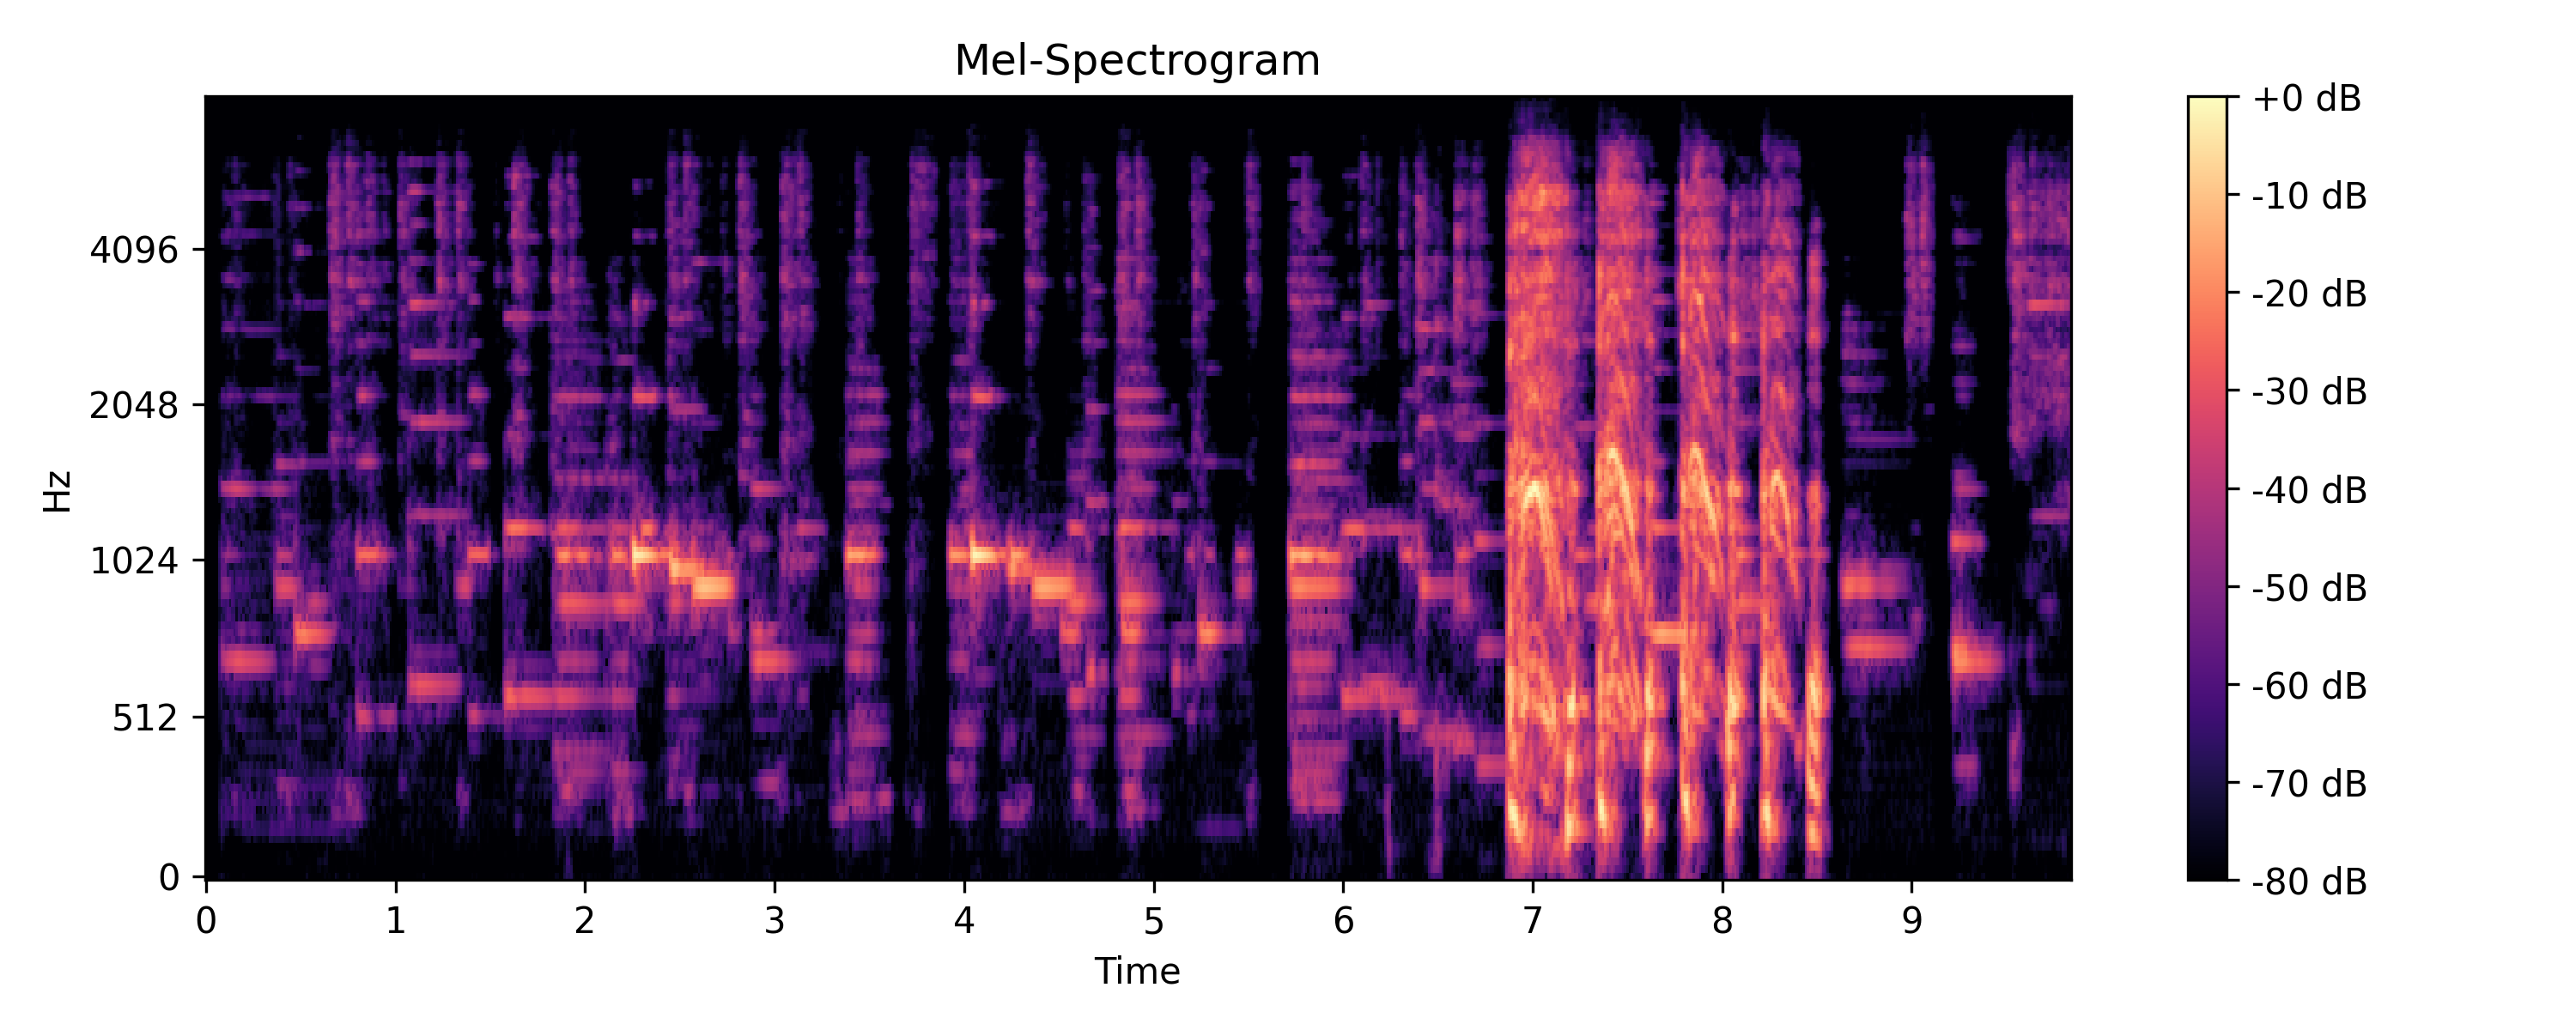 Mel-Spectrogram
+0 dB
-10 dB
-20 dB
-30 dB
-40 dB
-50 dB
-60 dB
-70 dB
-80 dB
4096
2048
1024
512
0
Hz
0 1 2 3 4 5 6 7 8 9
Time